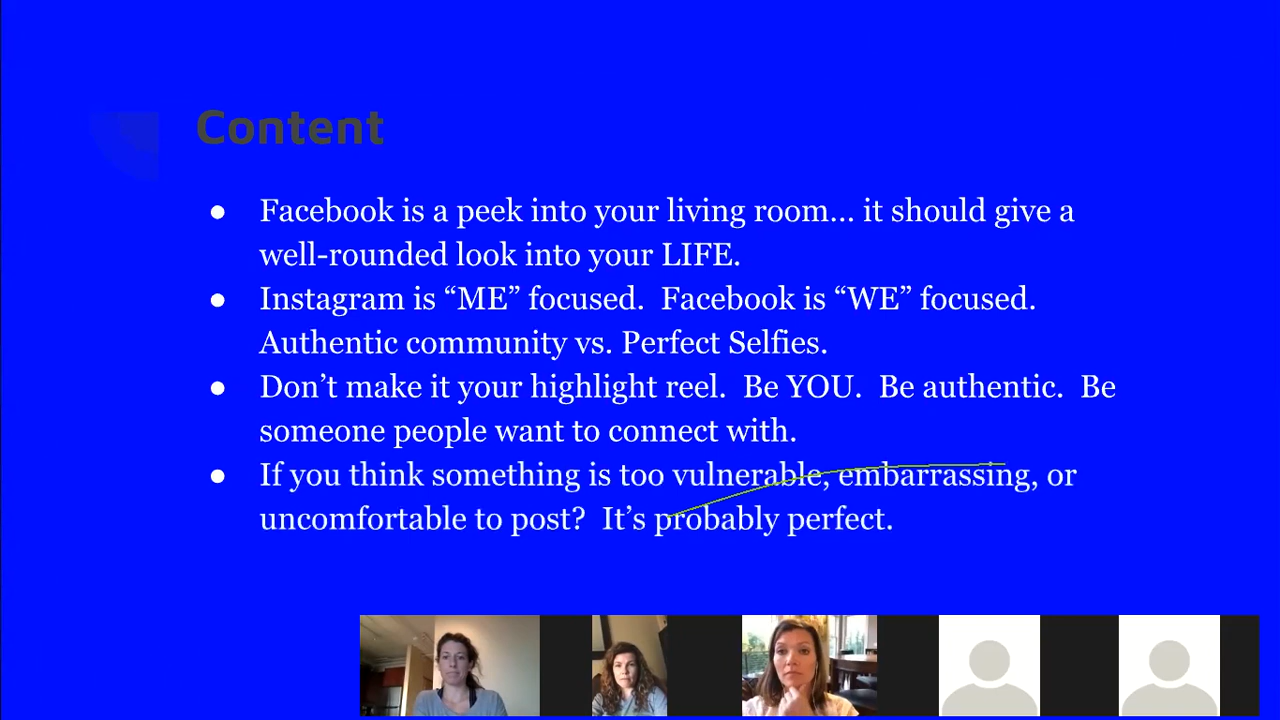 Content
● Facebook is a peek into your living room... it should give a
well-rounded look into your LIFE.
● Instagram is “ME” focused.  Facebook is “WE” focused.
Authentic community vs. Perfect Selfies.
● Don’t make it your highlight reel.  Be YOU.  Be authentic.  Be
someone people want to connect with.
● If you think something is too vulnerable, embarrassing, or
uncomfortable to post?  It’s probably perfect.